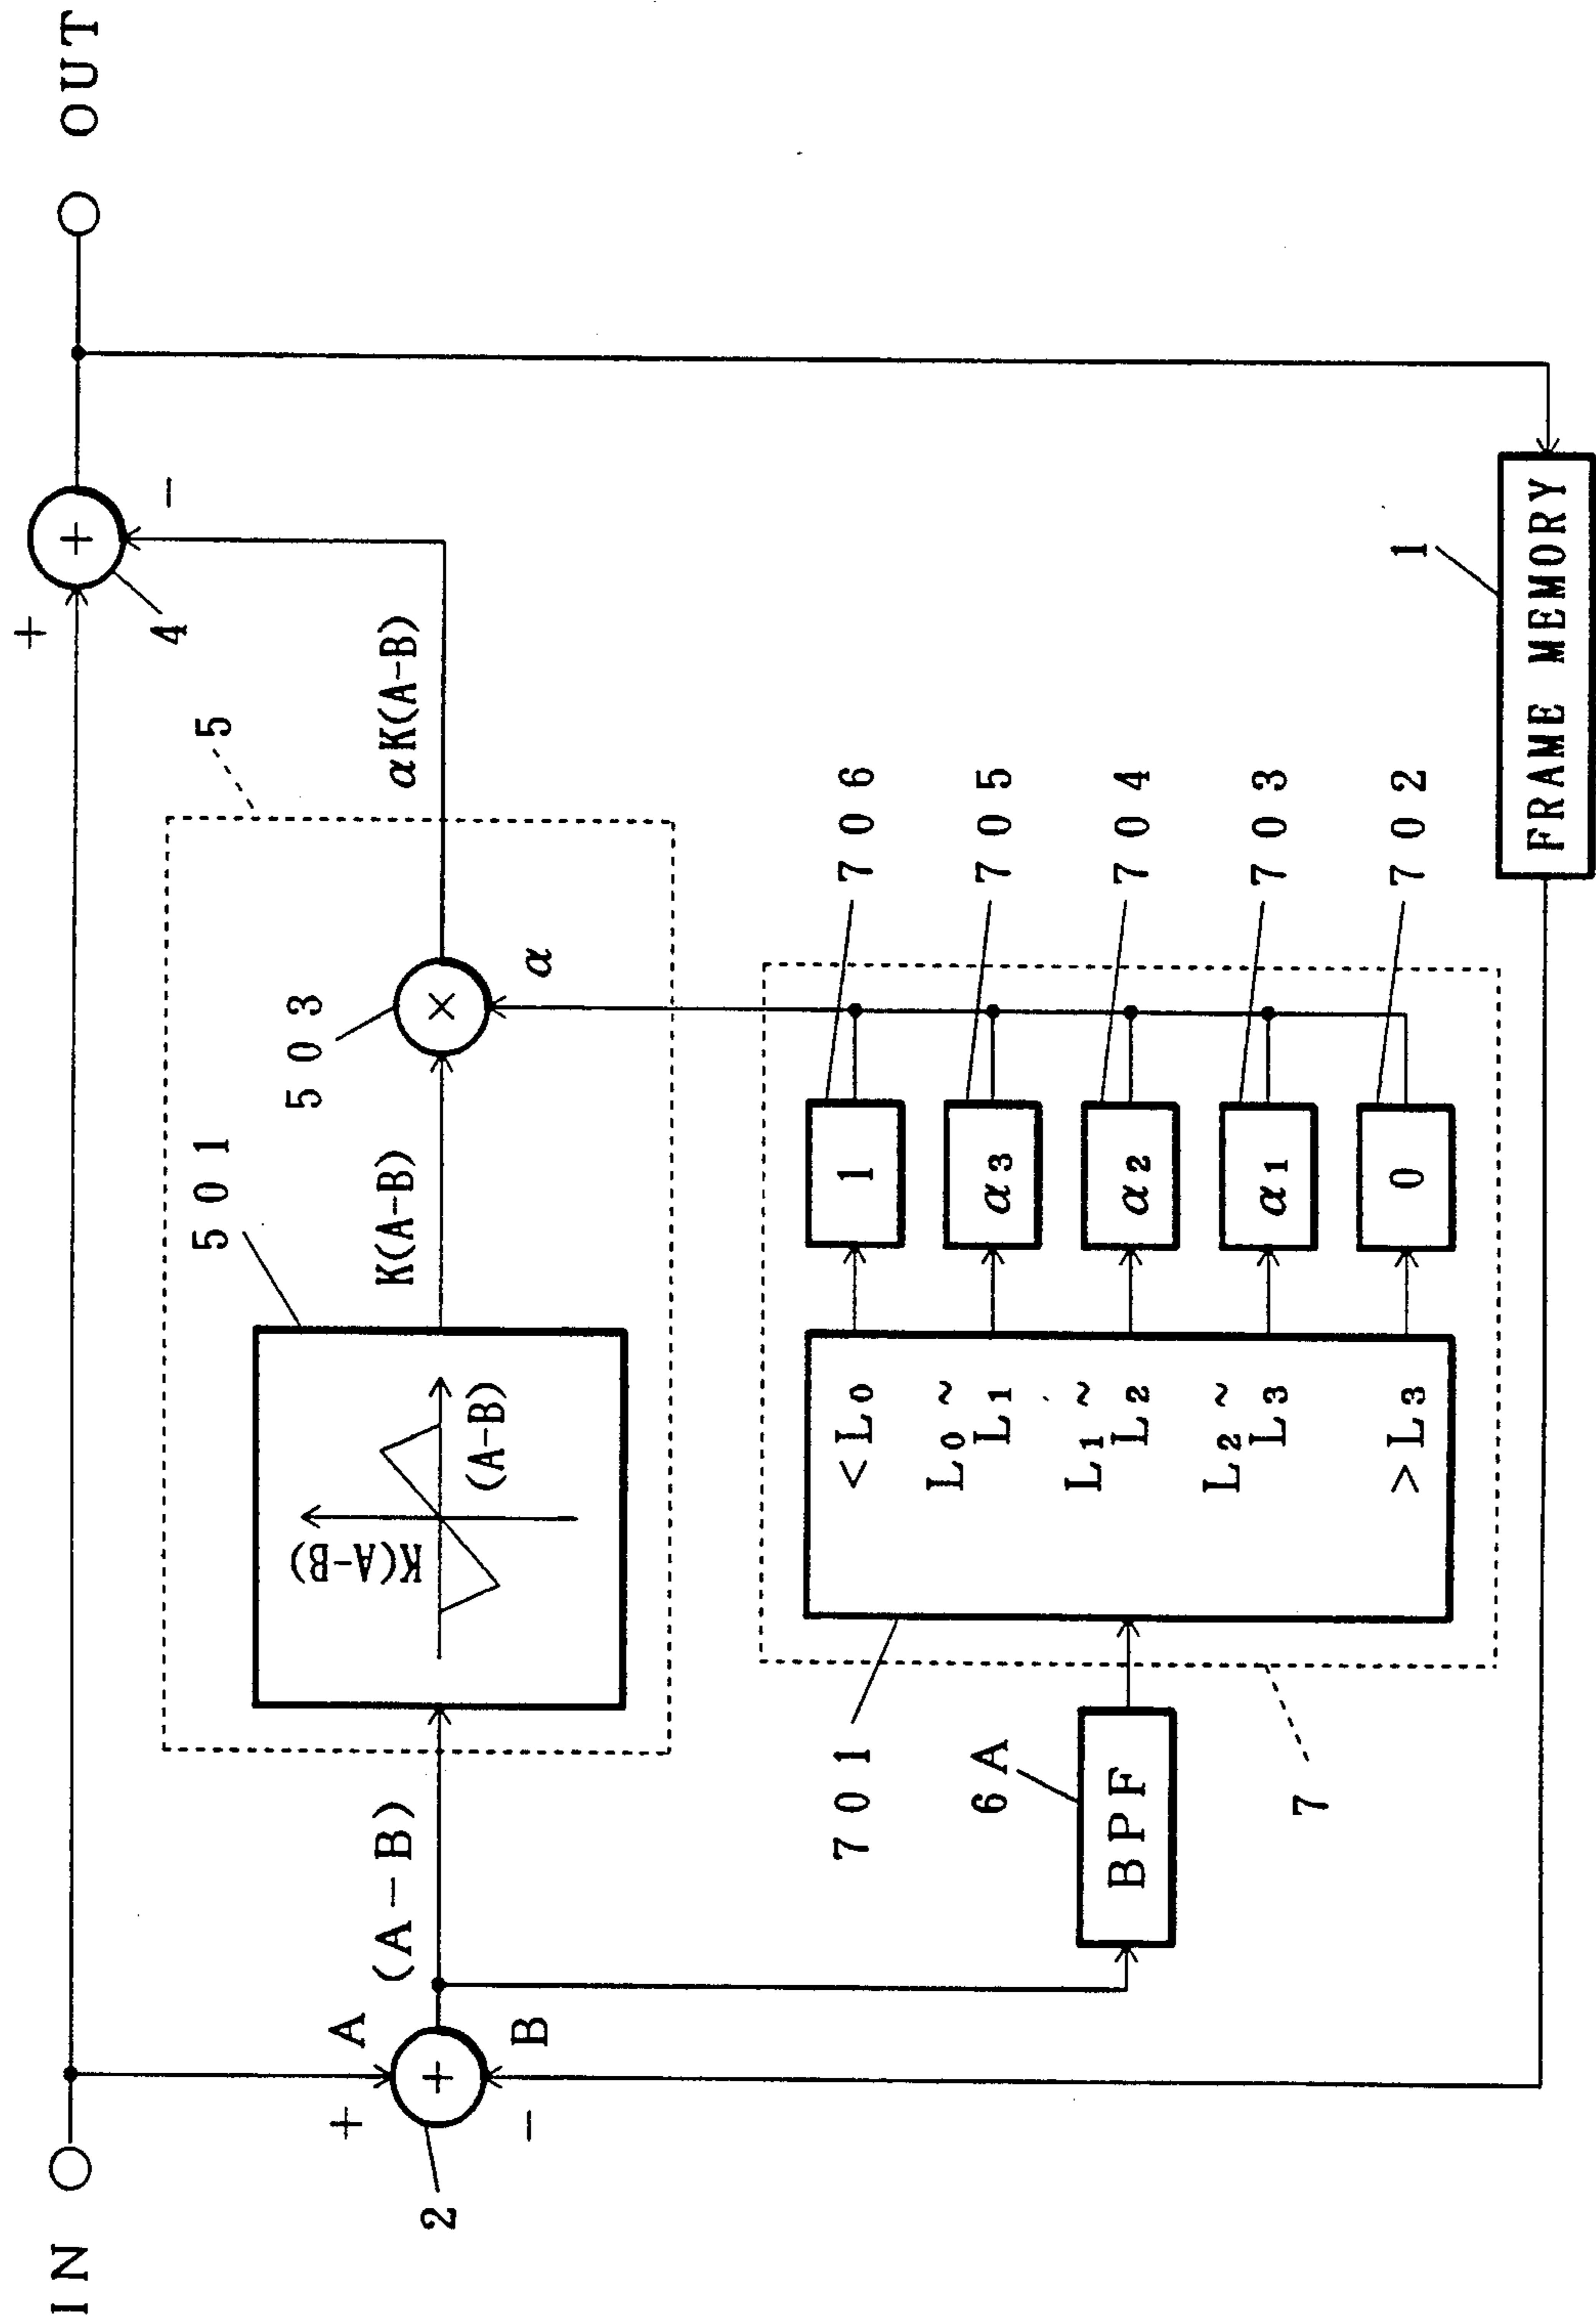 IN
OUT
+
-
+
4
A
+
2
+
-
B
(A-B)
5
501
K(A-B)
(A-B)
K(A-B)
503
×
α
αK(A-B)
6A
BPF
7
701
<L0
L0~
L1
L1~
L2
L2~
L3
>L3
1
α3
α2
α1
0
706
705
704
703
702
1
FRAME MEMORY